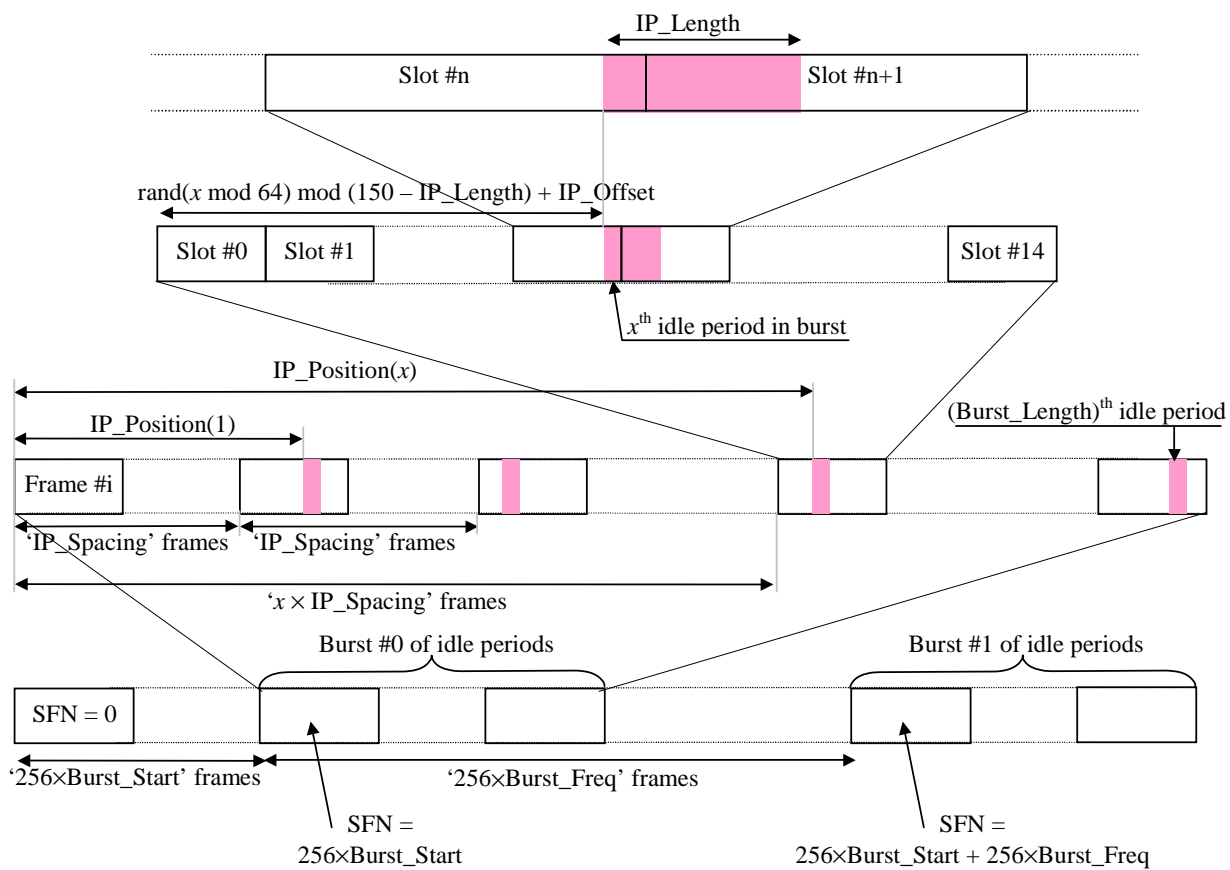 IP_Length
Slot #n
Slot #n+1
rand(x mod 64) mod (150 – IP_Length) + IP_Offset
Slot #0
Slot #1
Slot #14
xth idle period in burst
IP_Position(x)
(Burst_Length)th idle period
IP_Position(1)
Frame #i
‘IP_Spacing’ frames
‘IP_Spacing’ frames
‘x × IP_Spacing’ frames
Burst #0 of idle periods
Burst #1 of idle periods
SFN = 0
‘256×Burst_Start’ frames
‘256×Burst_Freq’ frames
SFN =
256×Burst_Start
SFN =
256×Burst_Start + 256×Burst_Freq